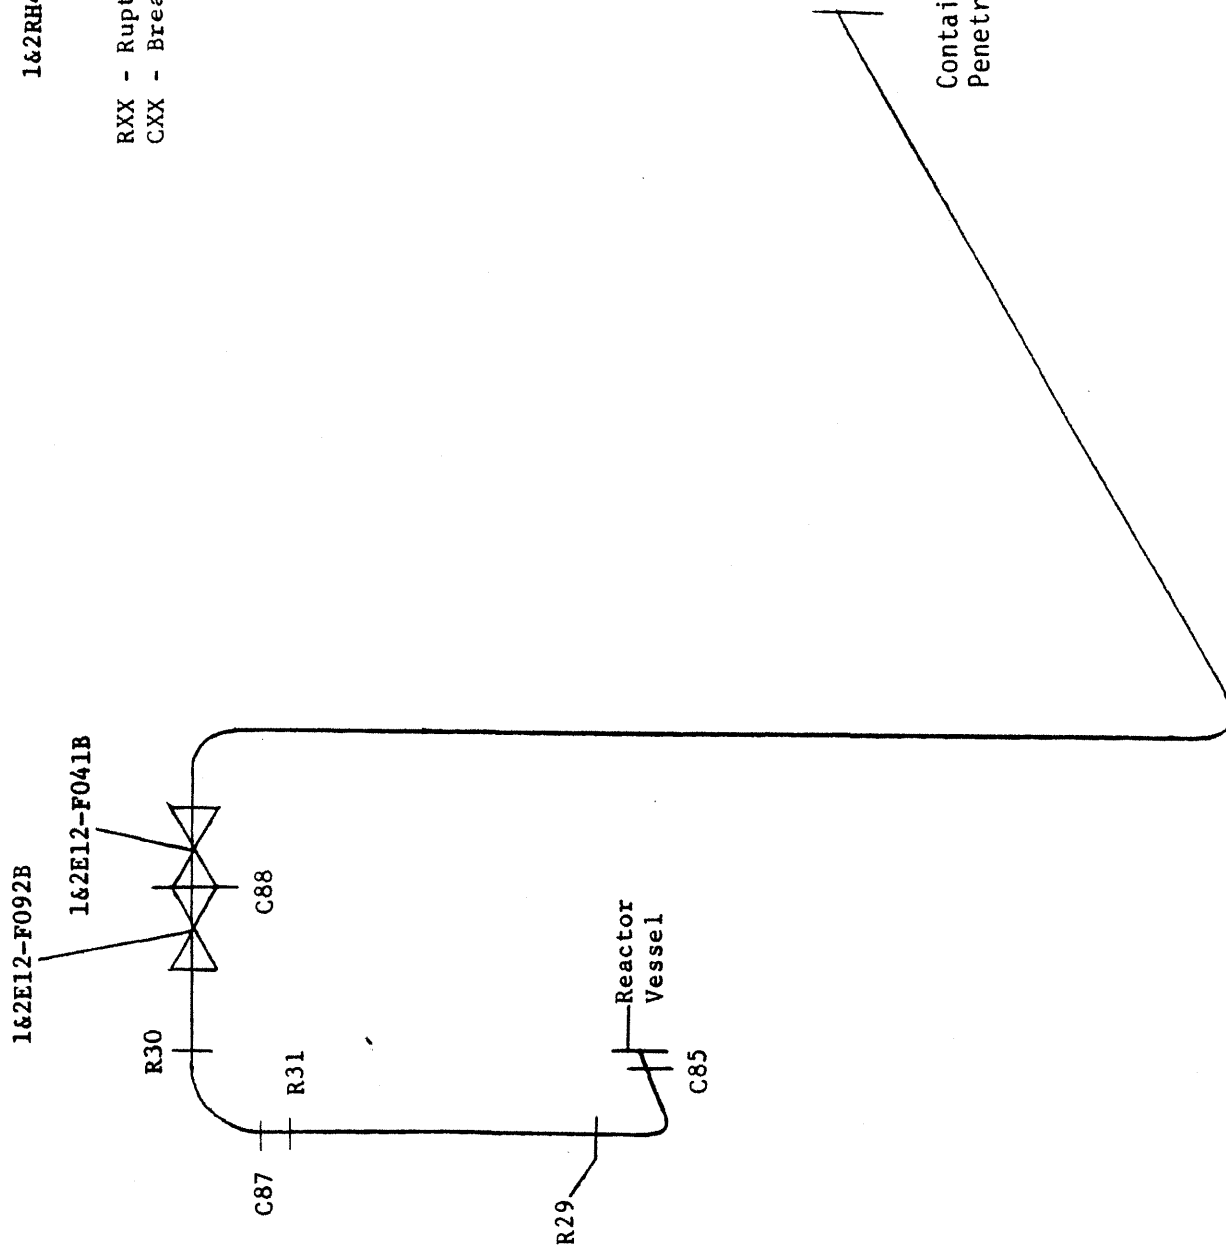 1&2RH4
RXX - Rupt
CXX - Brea
Contai
Penetr
1&2E12-F092B
1&2E12-F041B
C88
R30
R31
C87
Reactor
Vessel
C85
R29